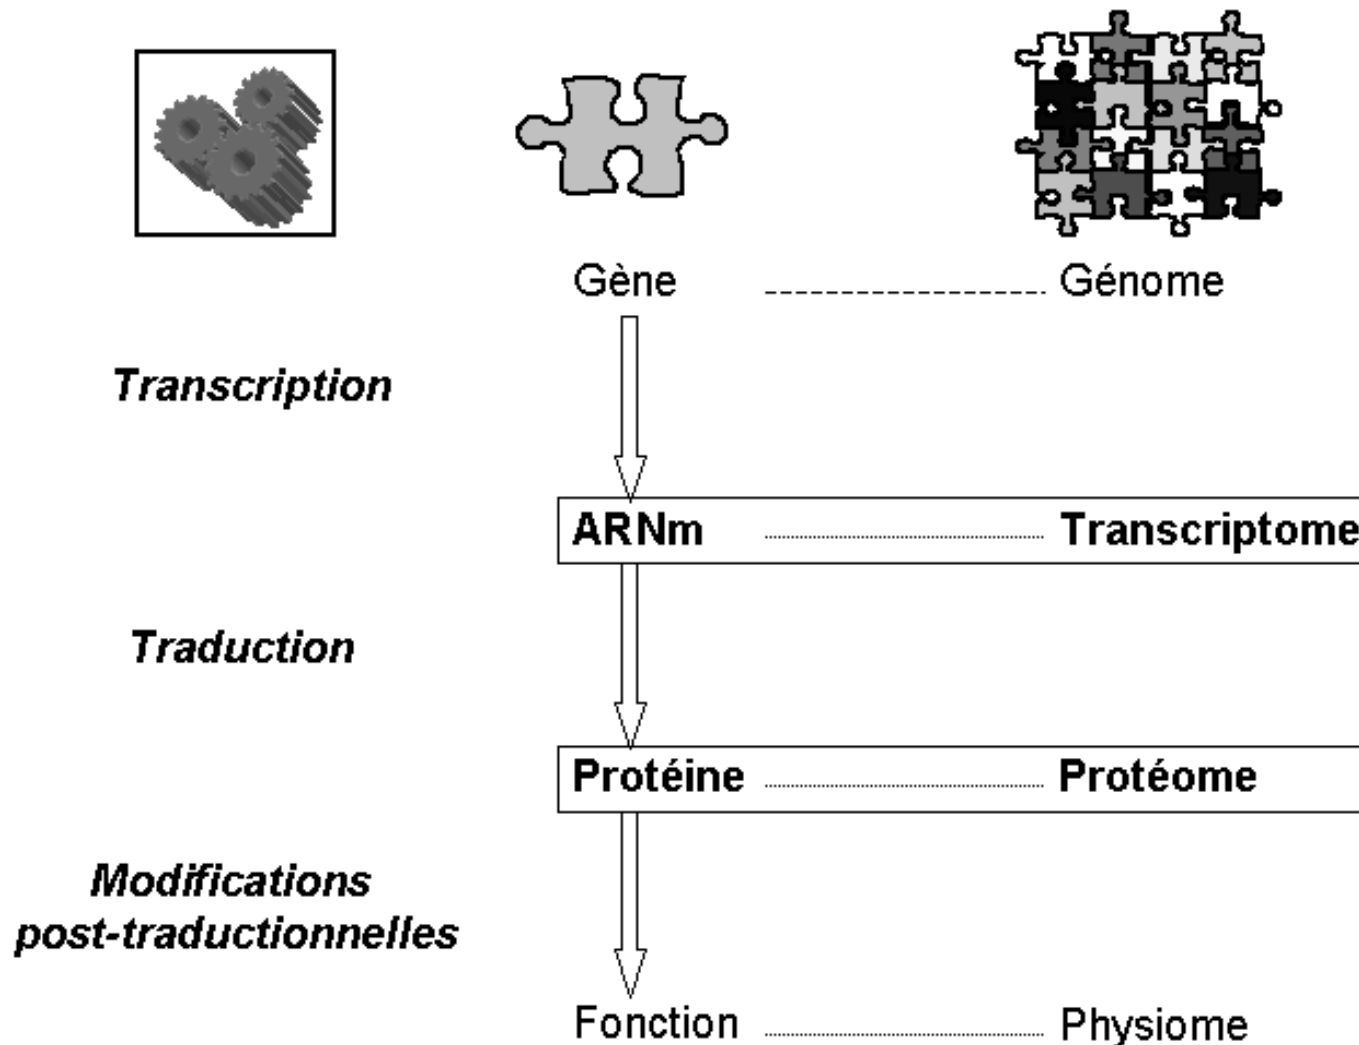 Gène Génome
Transcription
ARNm Transcriptome
Traduction
Protéine Protéome
Modifications
post-traductionnelles
Fonction Physiome